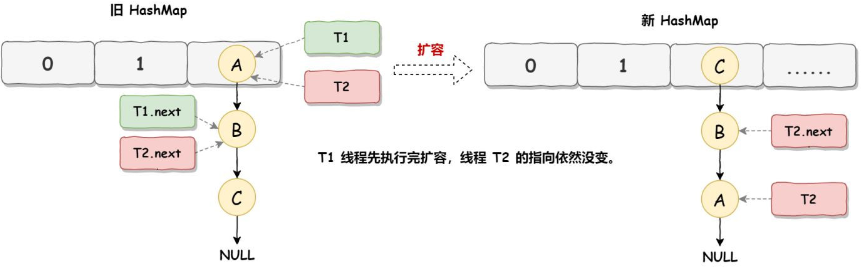 旧 HashMap
新 HashMap
0
1
A
T1
T2
扩容
0
1
C
......
T1.next
T2.next
B
C
NULL
T1 线程先执行完扩容，线程 T2 的指向依然没变。
B
T2.next
A
T2
NULL